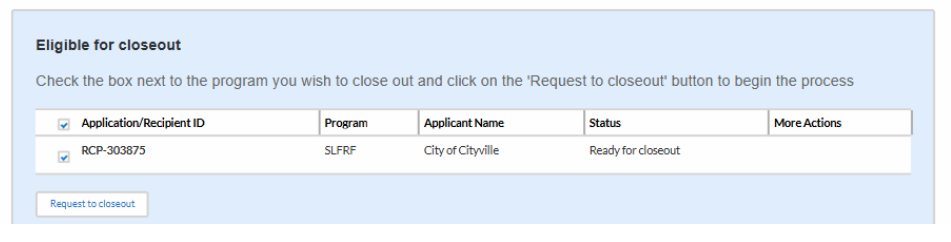 Eligible for closeout
Check the box next to the program you wish to close out and click on the 'Request to closeout' button to begin the process
Application/Recipient ID Program Applicant Name Status More Actions
RCP-303875 SLFRF City of Cityville Ready for closeout
Request to closeout